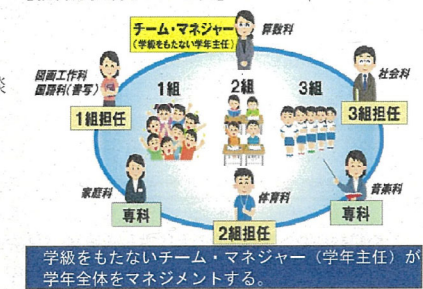 チーム・マネジャー
(学級をもたない学年主任)
算数科
図画工作科
国語科(書写)
談
1組
2組
3組
社会科
1組担任
3組担任
家庭科
体育科
音楽科
専科
専科
2組担任
学級をもたないチーム・マネジャー(学年主任)が
学年全体をマネジメントする。